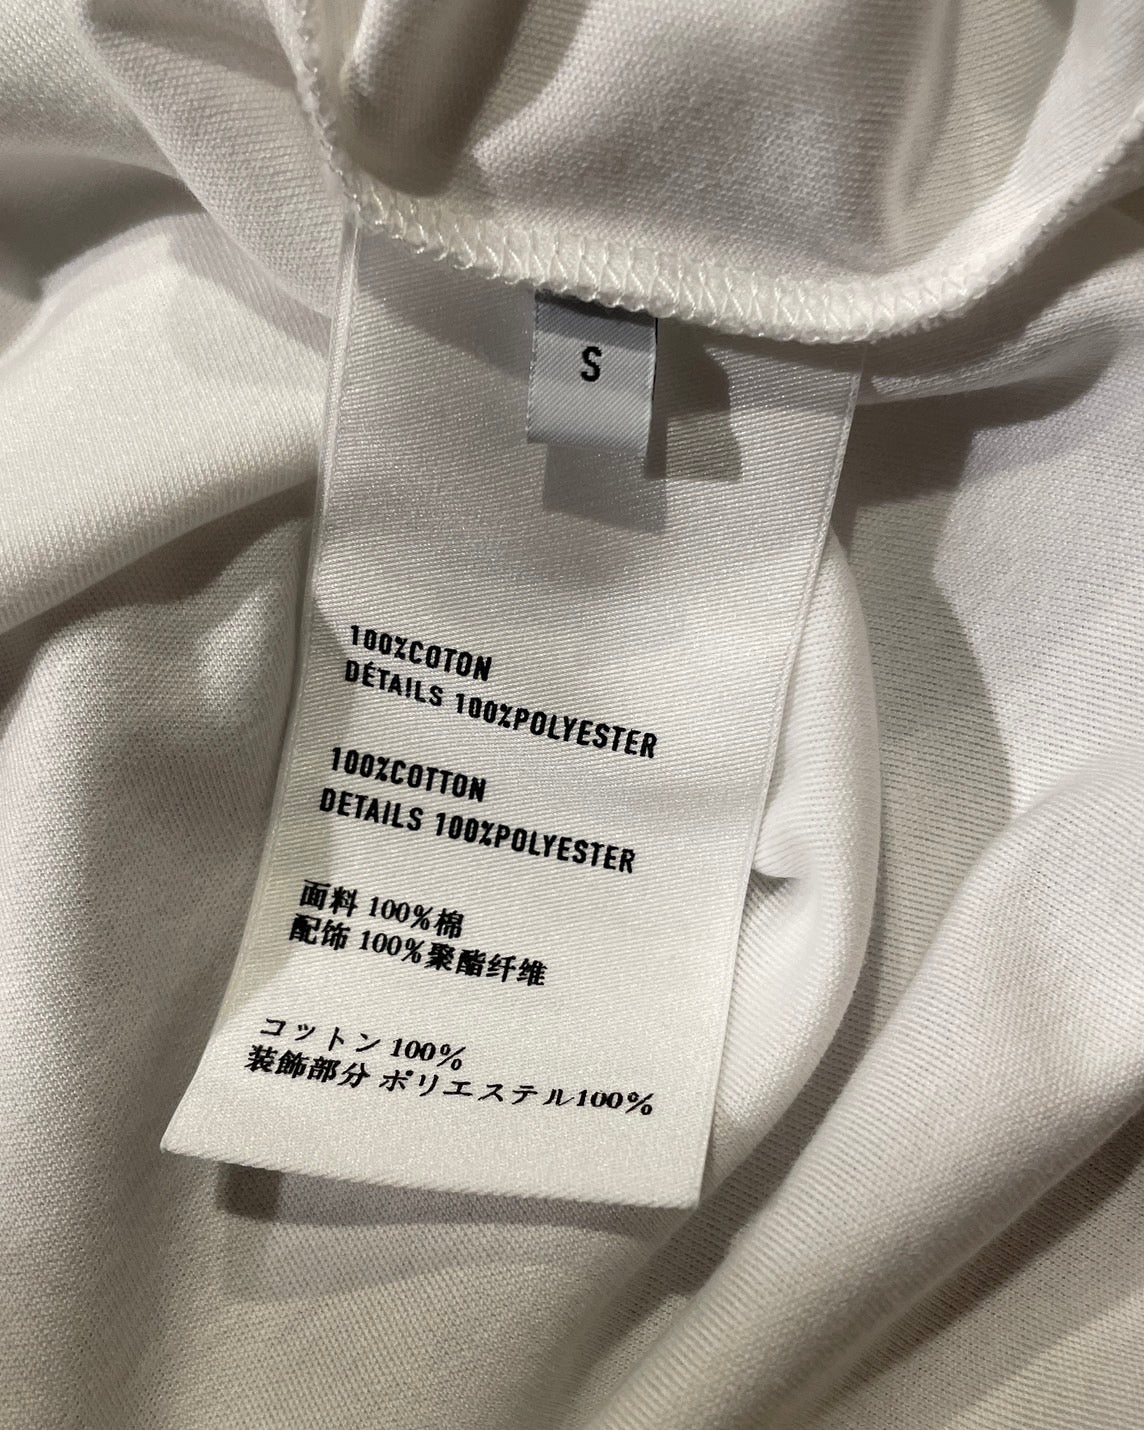 S
100%COTON
DÉTAILS 100%POLYESTER
100%COTTON
DETAILS 100%POLYESTER
面料 100%棉
配饰 100%聚酯纤维
コットン 100%
装飾部分 ポリエステル100%